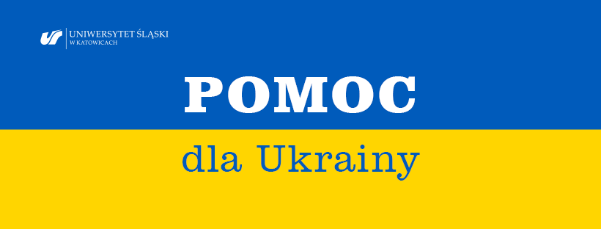 UNIWERSYTET ŚLĄSKI
W KATOWICACH
POMOC
dla Ukrainy